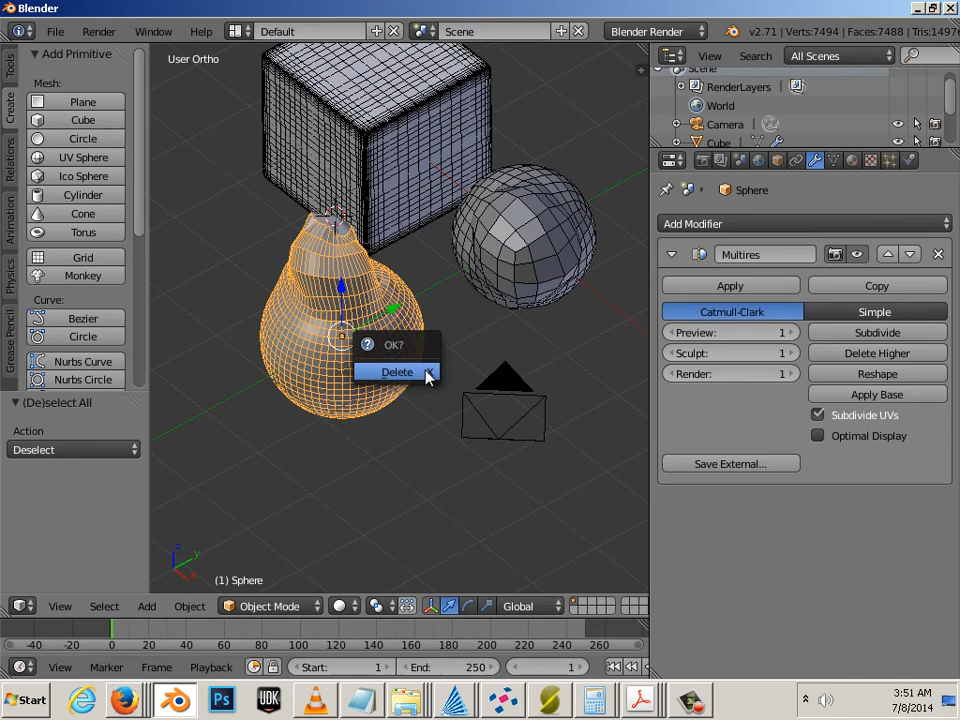 Blender
File Render Window Help Default Scene Blender Render v2.71 | Verts:7494 | Faces:7488 | Tris:1497
Tools
Create
Relations
Animation
Physics
Grease Pencil
Add Primitive
Mesh:
Plane
Cube
Circle
UV Sphere
Ico Sphere
Cylinder
Cone
Torus
Grid
Monkey
Curve:
Bezier
Circle
Nurbs Curve
Nurbs Circle
(De)select All
Action
Deselect
User Ortho
OK?
Delete
z
y
x
(1) Sphere
View Select Add Object Object Mode Global
View Search All Scenes
Scene
RenderLayers
World
Camera
Cube
Sphere
Add Modifier
Multires
Apply Copy
Catmull-Clark Simple
Preview: 1 Subdivide
Sculpt: 1 Delete Higher
Render: 1 Reshape
Apply Base
Subdivide UVs
Optimal Display
Save External...
-40 -20 0 20 40 60 80 100 120 140 160 180 200 220 240 260
View Marker Frame Playback Start: 1 End: 250 1
Start Ps UDK 3:51 AM
7/8/2014